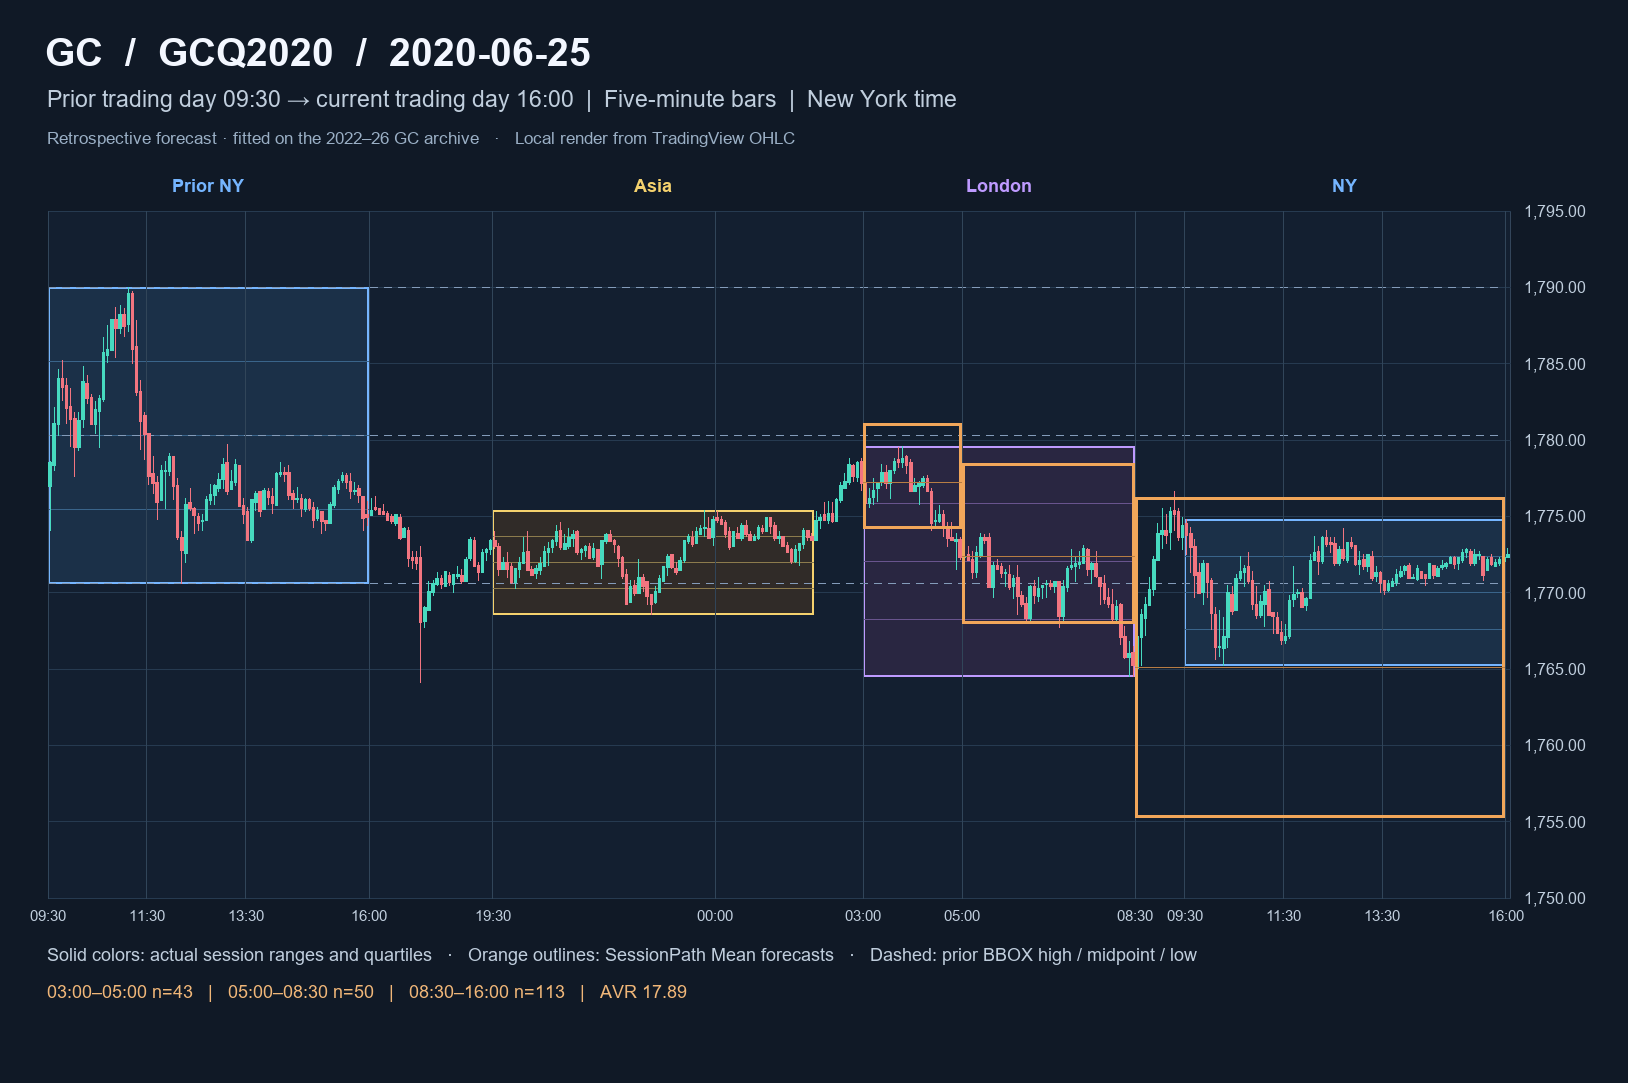 GC / GCQ2020 / 2020-06-25
Prior trading day 09:30 → current trading day 16:00 | Five-minute bars | New York time
Retrospective forecast · fitted on the 2022–26 GC archive · Local render from TradingView OHLC
Prior NY Asia London NY
1,795.00
1,790.00
1,785.00
1,780.00
1,775.00
1,770.00
1,765.00
1,760.00
1,755.00
1,750.00
09:30 11:30 13:30 16:00 19:30 00:00 03:00 05:00 08:30 09:30 11:30 13:30 16:00
Solid colors: actual session ranges and quartiles · Orange outlines: SessionPath Mean forecasts · Dashed: prior BBOX high / midpoint / low
03:00–05:00 n=43 | 05:00–08:30 n=50 | 08:30–16:00 n=113 | AVR 17.89